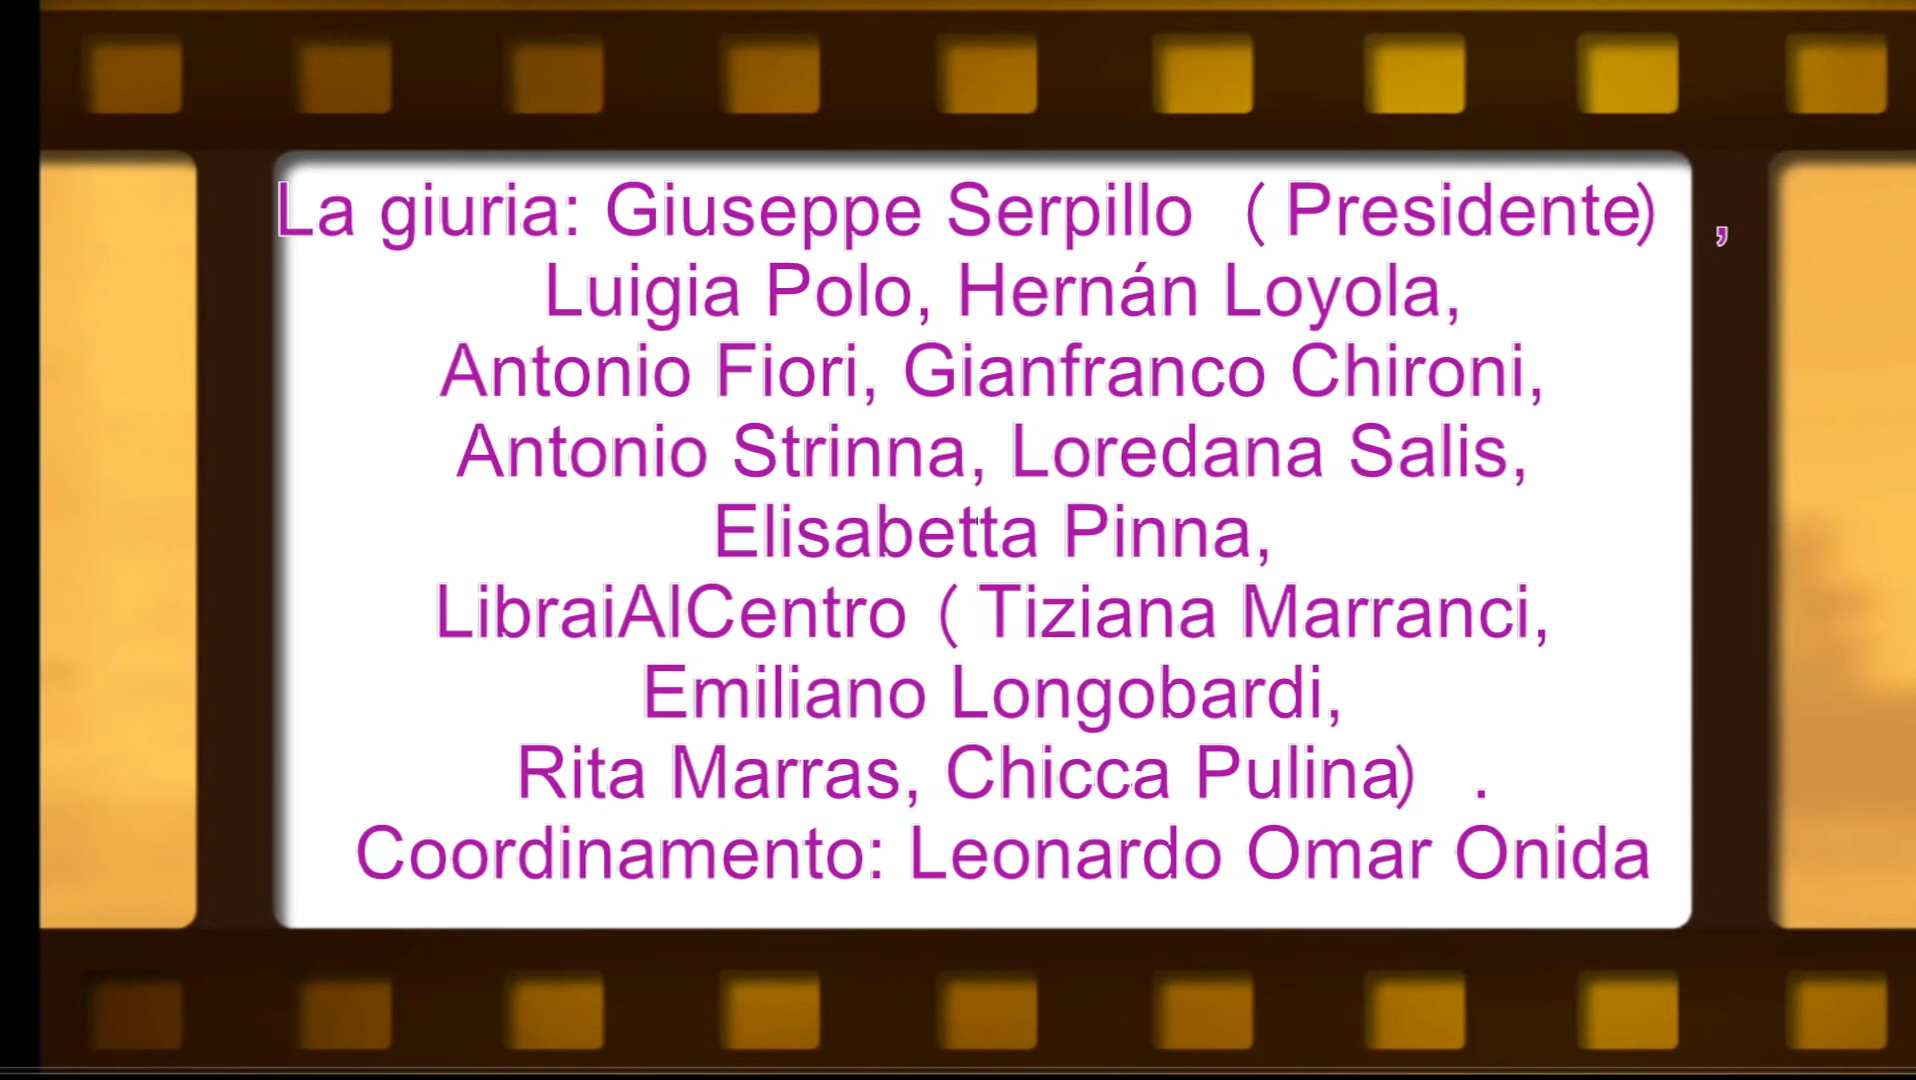 La giuria: Giuseppe Serpillo ( Presidente) ,
Luigia Polo, Hernán Loyola,
Antonio Fiori, Gianfranco Chironi,
Antonio Strinna, Loredana Salis,
Elisabetta Pinna,
LibraiAlCentro ( Tiziana Marranci,
Emiliano Longobardi,
Rita Marras, Chicca Pulina) .
Coordinamento: Leonardo Omar Onida